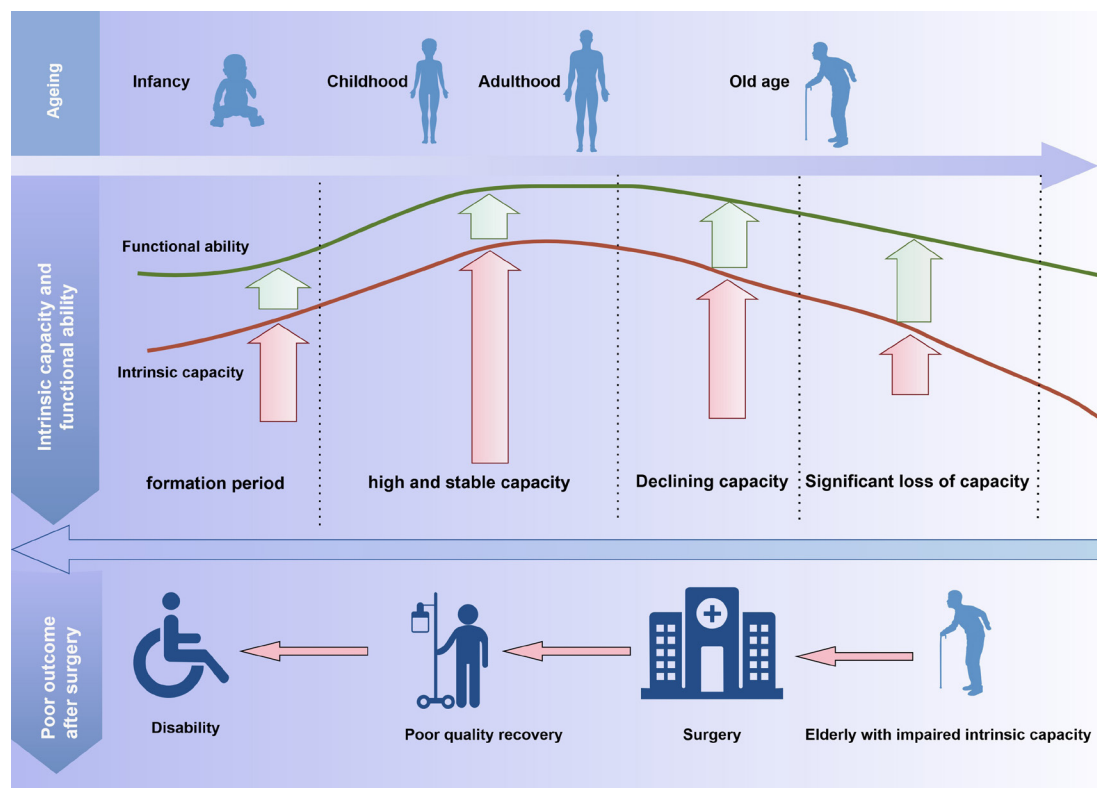 Ageing
Infancy
Childhood
Adulthood
Old age
Intrinsic capacity and
functional ability
Functional ability
Intrinsic capacity
formation period
high and stable capacity
Declining capacity
Significant loss of capacity
Poor outcome
after surgery
Disability
Poor quality recovery
Surgery
Elderly with impaired intrinsic capacity